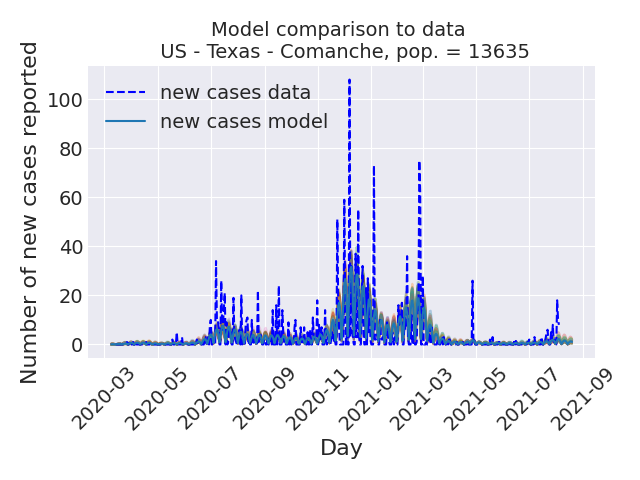 Model comparison to data
US - Texas - Comanche, pop. = 13635
new cases data
new cases model
Number of new cases reported
100
80
60
40
20
0
2020-03
2020-05
2020-07
2020-09
2020-11
2021-01
2021-03
2021-05
2021-07
2021-09
Day